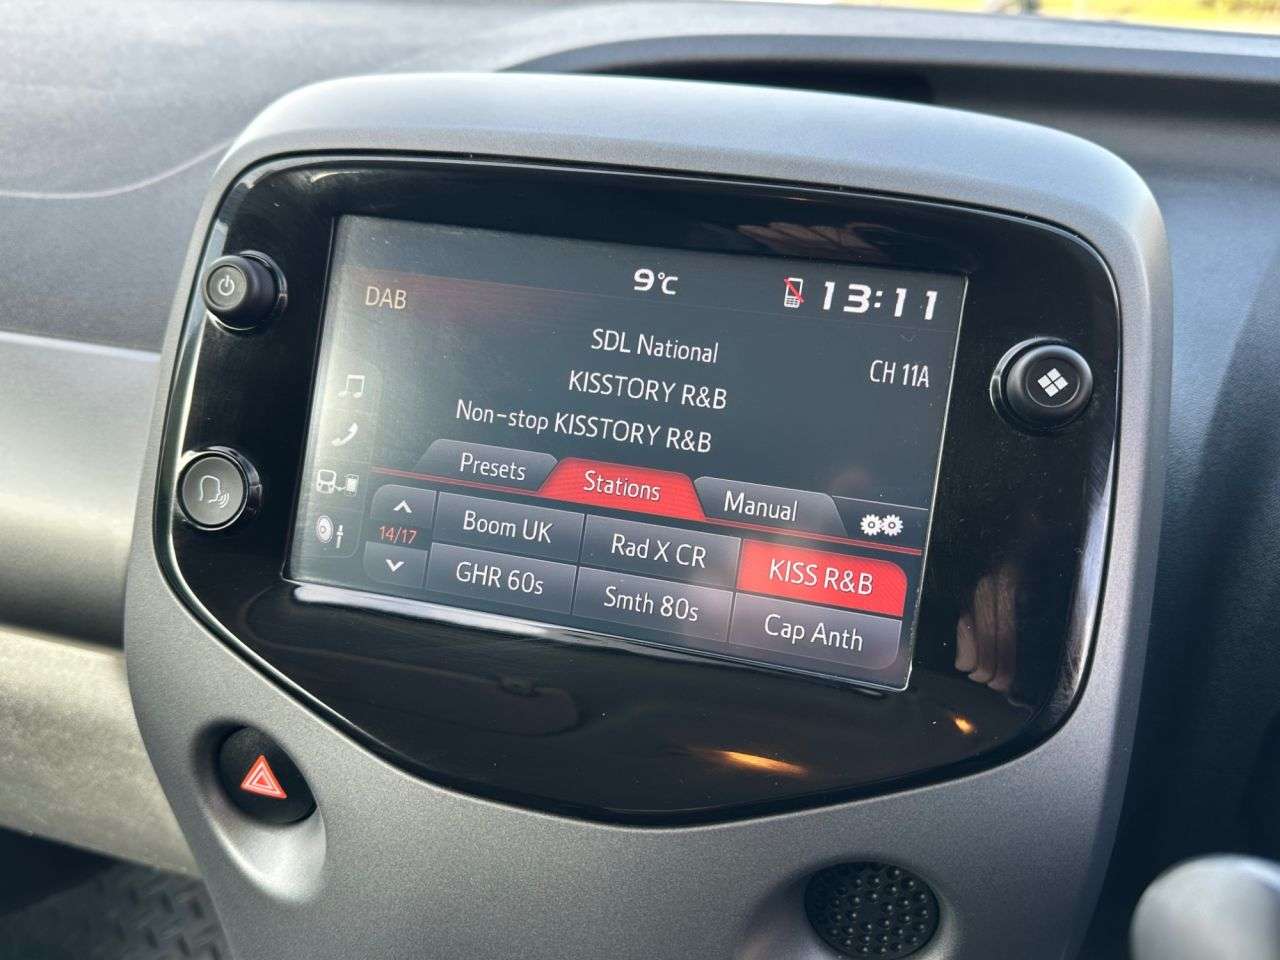 9°C
13:11
DAB
SDL National
CH 11A
KISSTORY R&B
Non-stop KISSTORY R&B
Presets Stations Manual
14/17
Boom UK Rad X CR KISS R&B
GHR 60s Smth 80s Cap Anth